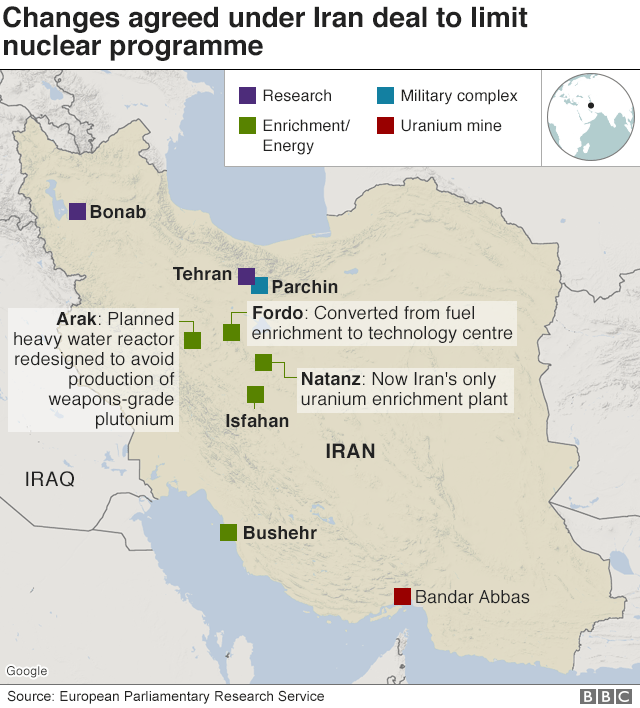 Changes agreed under Iran deal to limit
nuclear programme
Research
Military complex
Enrichment/
Energy
Uranium mine
Bonab
Tehran
Parchin
Arak: Planned
heavy water reactor
redesigned to avoid
production of
weapons-grade
plutonium
Fordo: Converted from fuel
enrichment to technology centre
Natanz: Now Iran's only
uranium enrichment plant
Isfahan
IRAN
IRAQ
Bushehr
Bandar Abbas
Google
Source: European Parliamentary Research Service
BBC